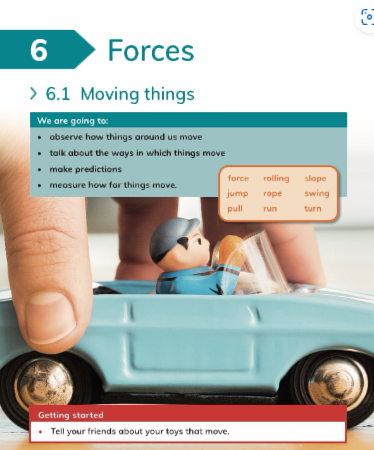 6 Forces
6.1 Moving things
We are going to:
• observe how things around us move
• talk about the ways in which things move
• make predictions
• measure how far things move.
force rolling slope
jump rope swing
pull run turn
Getting started
• Tell your friends about your toys that move.